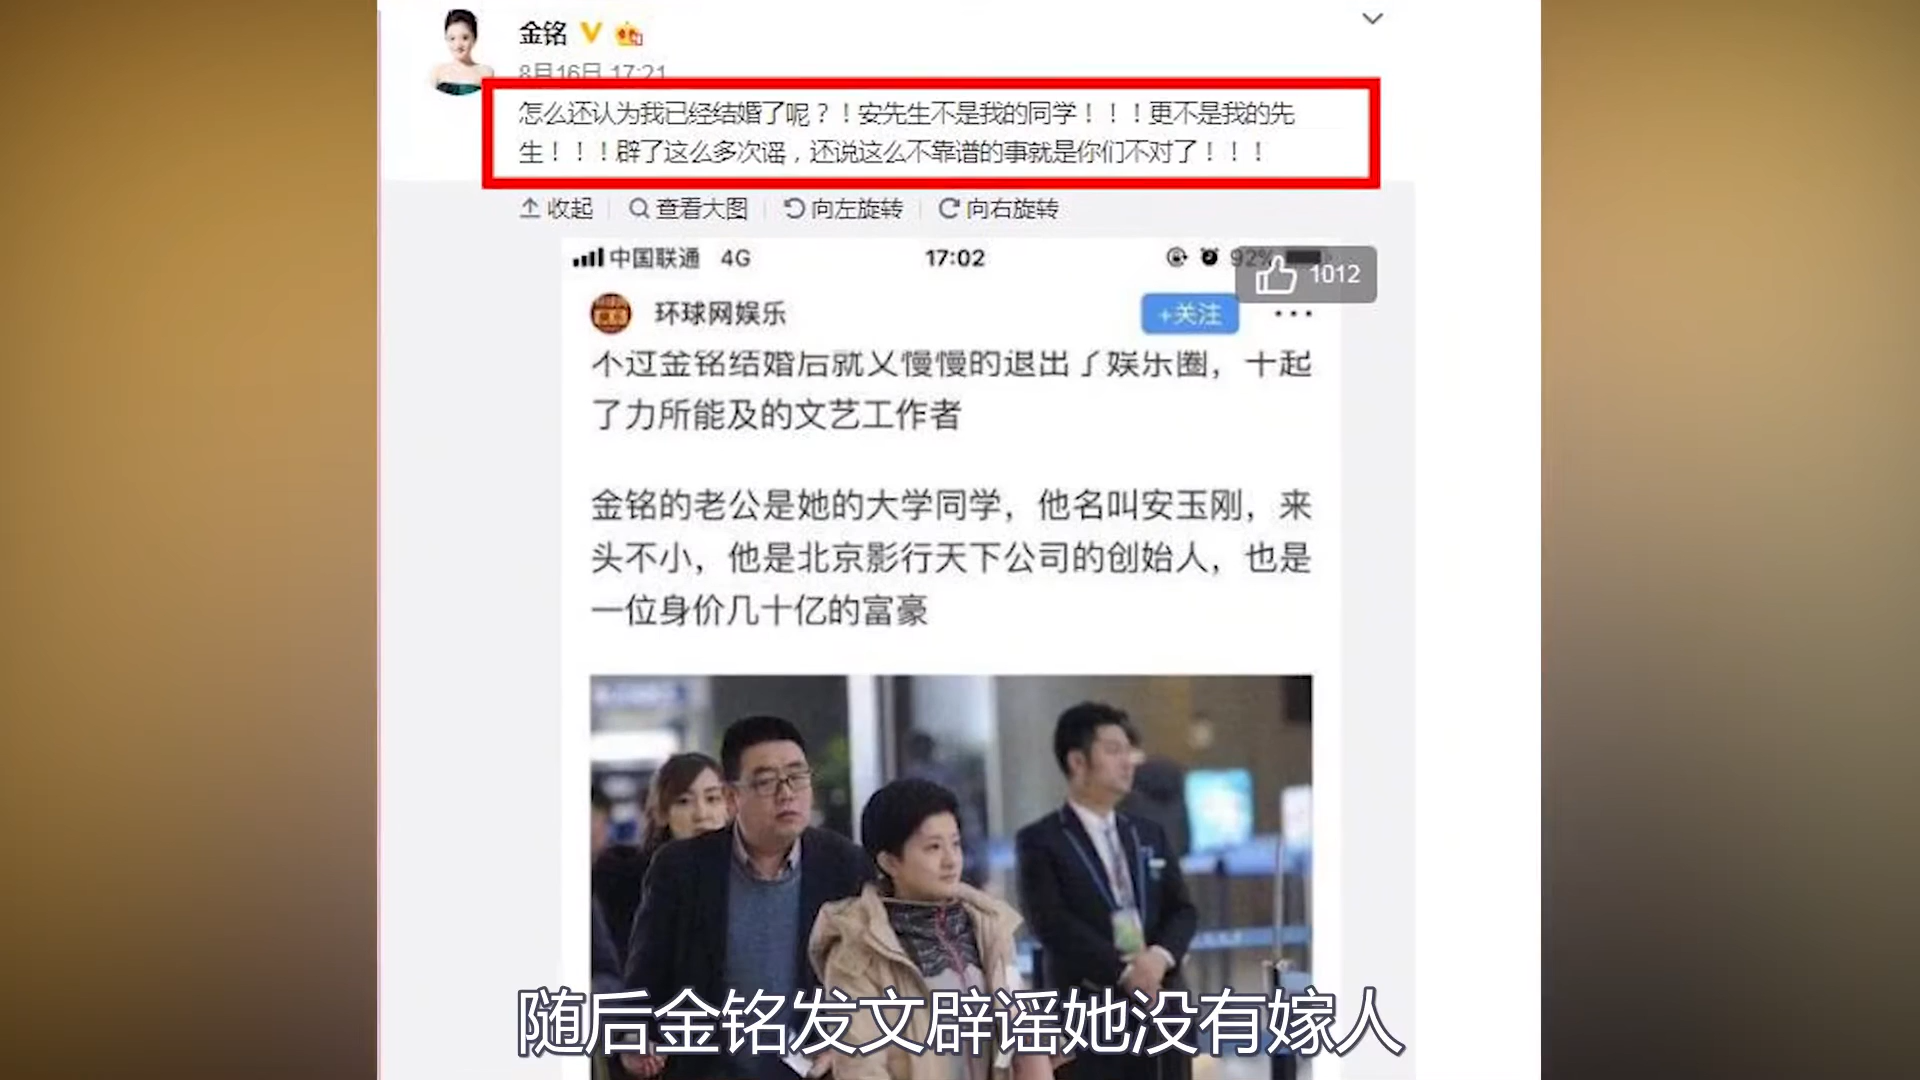 金铭
8月16日 17:21
怎么还认为我已经结婚了呢？！安先生不是我的同学！！！更不是我的先
生！！！辟了这么多次谣，还说这么不靠谱的事就是你们不对了！！！
收起 查看大图 向左旋转 向右旋转
中国联通 4G 17:02 92%
1012
环球网娱乐 +关注
不过金铭结婚后就又慢慢的退出了娱乐圈，干起
了力所能及的文艺工作者
金铭的老公是她的大学同学，他名叫安玉刚，来
头不小，他是北京影行天下公司的创始人，也是
一位身价几十亿的富豪
随后金铭发文辟谣她没有嫁人